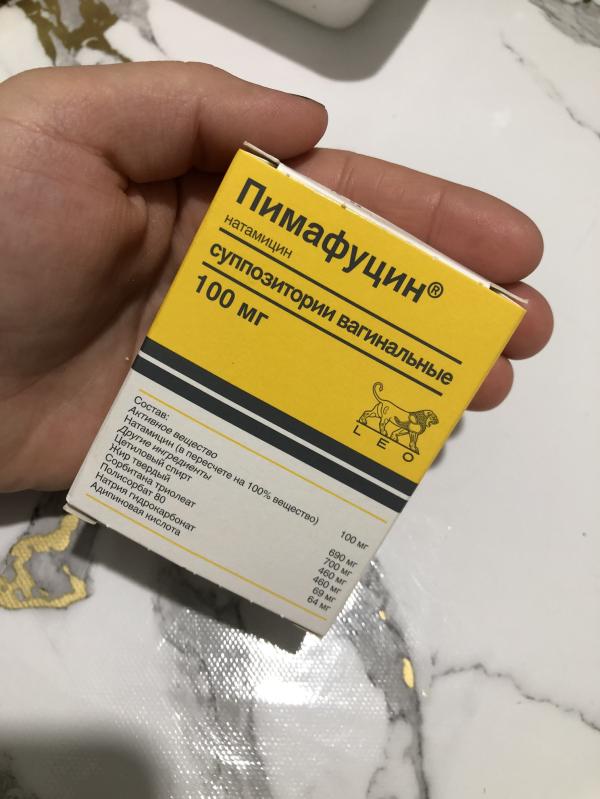 Пимафуцин®
натамицин
суппозитории вагинальные
100 мг
LEO
Состав:
Активное вещество
Натамицин (в пересчете на 100% вещество) 100 мг
Другие ингредиенты
Цетиловый спирт 690 мг
Жир твердый 700 мг
Сорбитана триолеат 460 мг
Полисорбат 80 460 мг
Натрия гидрокарбонат 69 мг
Адипиновая кислота 64 мг